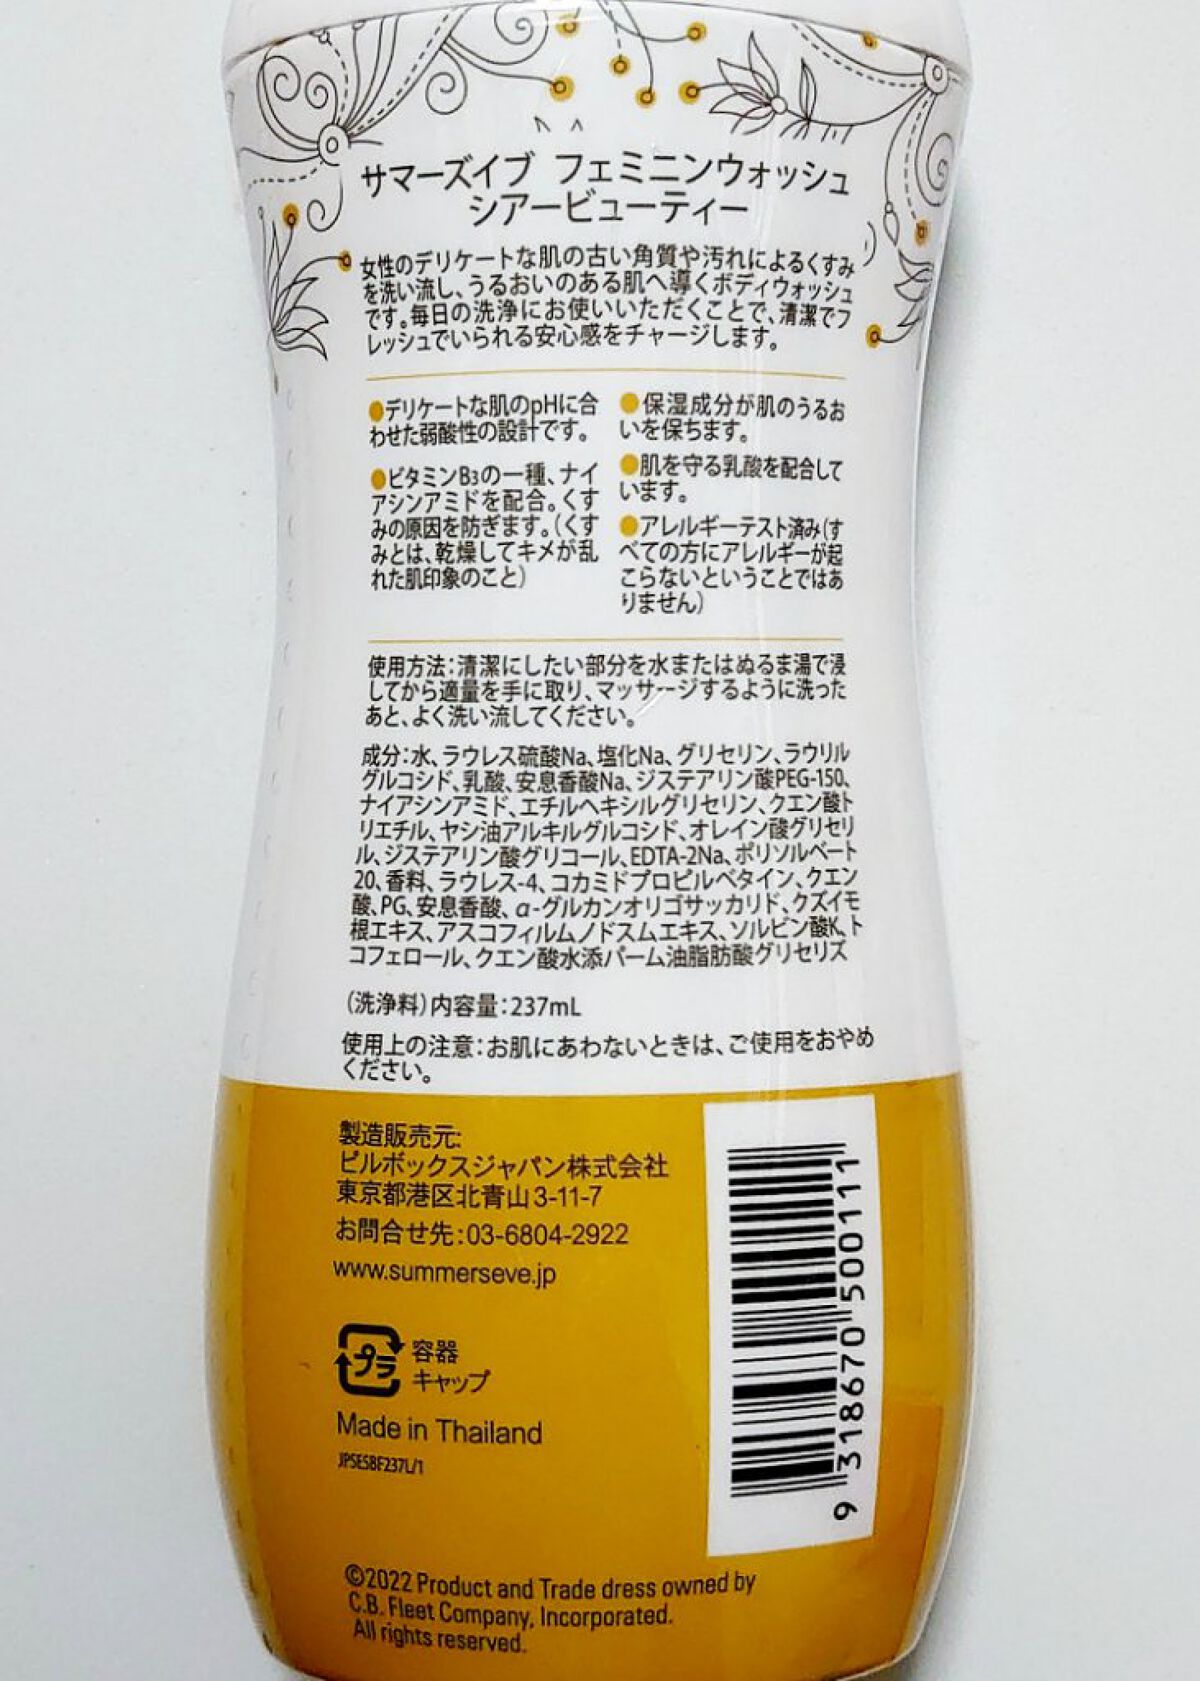 サマーズイブ フェミニンウォッシュ
シアービューティー
女性のデリケートな肌の古い角質や汚れによるくすみ
を洗い流し、うるおいのある肌へ導くボディウォッシュ
です。毎日の洗浄にお使いいただくことで、清潔でフ
レッシュでいられる安心感をチャージします。
●デリケートな肌のpHに合
わせた弱酸性の設計です。
●ビタミンB3の一種、ナイ
アシンアミドを配合。くす
みの原因を防ぎます。(くす
みとは、乾燥してキメが乱
れた肌印象のこと)
●保湿成分が肌のうるお
いを保ちます。
●肌を守る乳酸を配合して
います。
●アレルギーテスト済み(す
べての方にアレルギーが起
こらないということではあ
りません)
使用方法:清潔にしたい部分を水またはぬるま湯で浸
してから適量を手に取り、マッサージするように洗った
あと、よく洗い流してください。
成分:水、ラウレス硫酸Na、塩化Na、グリセリン、ラウリル
グルコシド、乳酸、安息香酸Na、ジステアリン酸PEG-150、
ナイアシンアミド、エチルヘキシルグリセリン、クエン酸ト
リエチル、ヤシ油アルキルグルコシド、オレイン酸グリセリ
ル、ジステアリン酸グリコール、EDTA-2Na、ポリソルベート
20、香料、ラウレス-4、コカミドプロピルベタイン、クエン
酸、PG、安息香酸、α-グルカンオリゴサッカリド、クズイモ
根エキス、アスコフィルムノドスムエキス、ソルビン酸K、ト
コフェロール、クエン酸水添パーム油脂肪酸グリセリズ
(洗浄料)内容量:237mL
使用上の注意:お肌にあわないときは、ご使用をおやめ
ください。
製造販売元:
ピルボックスジャパン株式会社
東京都港区北青山3-11-7
お問合せ先:03-6804-2922
www.summerseve.jp
プラ
容器
キャップ
Made in Thailand
JPSESBF237L/1
9 318670 500111
©2022 Product and Trade dress owned by
C.B. Fleet Company, Incorporated.
All rights reserved.